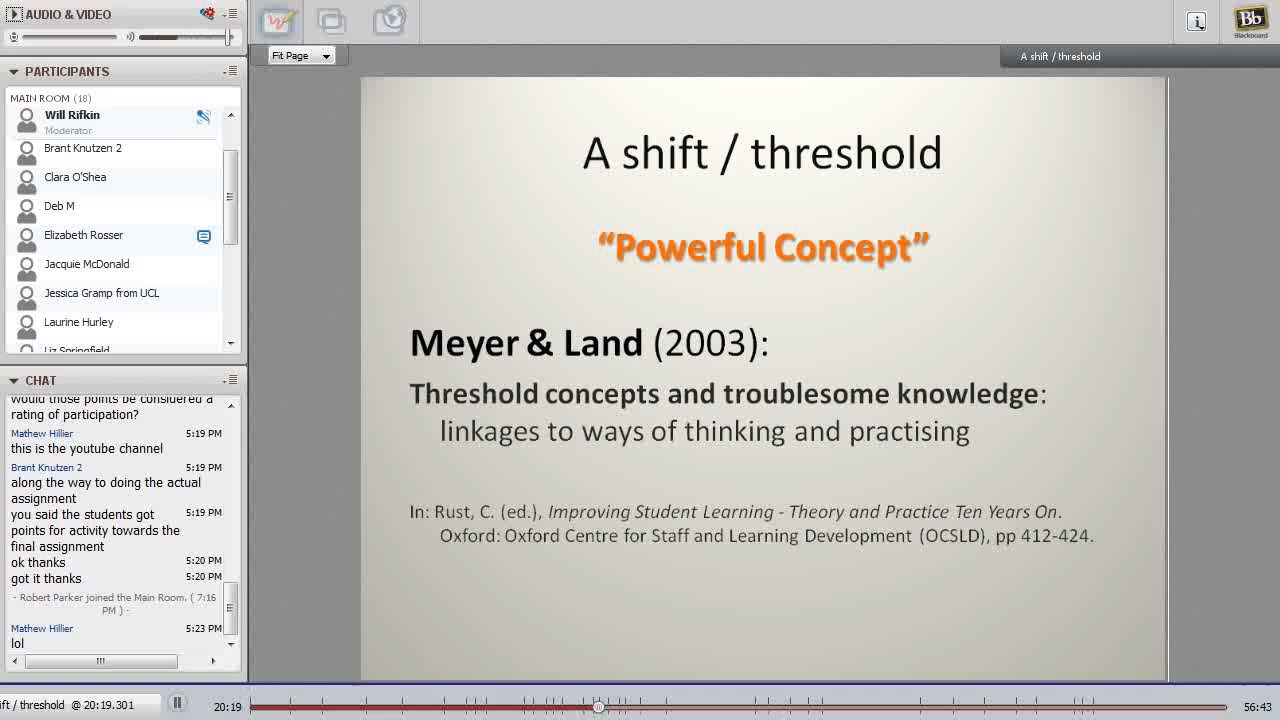 AUDIO & VIDEO
PARTICIPANTS
MAIN ROOM (18)
Will Rifkin
Moderator
Brant Knutzen 2
Clara O'Shea
Deb M
Elizabeth Rosser
Jacquie McDonald
Jessica Gramp from UCL
Laurine Hurley
Liz Springfield
CHAT
Would those points be considered a
rating of participation?
Mathew Hillier 5:19 PM
this is the youtube channel
Brant Knutzen 2 5:19 PM
along the way to doing the actual
assignment
you said the students got 5:19 PM
points for activity towards the
final assignment
ok thanks 5:20 PM
got it thanks 5:20 PM
- Robert Parker joined the Main Room. ( 7:16
PM ) -
Mathew Hillier 5:23 PM
lol
Fit Page
A shift / threshold
Bb
Blackboard
A shift / threshold
“Powerful Concept”
Meyer & Land (2003):
Threshold concepts and troublesome knowledge:
linkages to ways of thinking and practising
In: Rust, C. (ed.), Improving Student Learning - Theory and Practice Ten Years On.
Oxford: Oxford Centre for Staff and Learning Development (OCSLD), pp 412-424.
ift / threshold @ 20:19.301
20:19
56:43